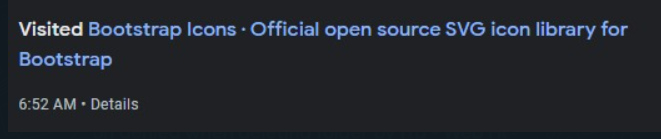 Visited Bootstrap Icons · Official open source SVG icon library for
Bootstrap
6:52 AM • Details